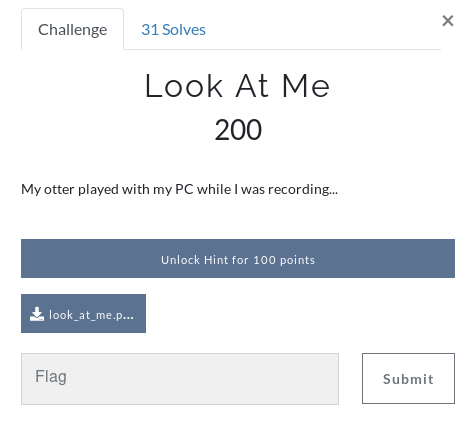 Challenge
31 Solves
×
Look At Me
200
My otter played with my PC while I was recording...
Unlock Hint for 100 points
look_at_me.p...
Flag
Submit